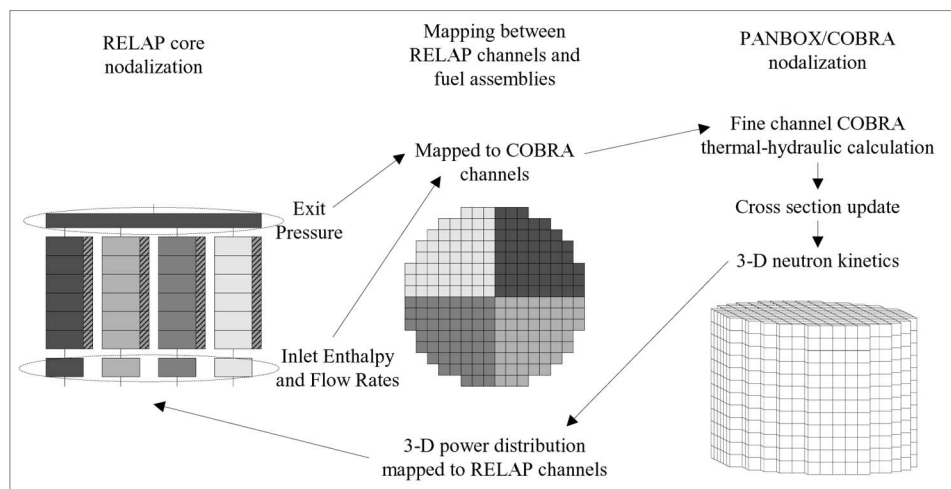 RELAP core
nodalization
Mapping between
RELAP channels and
fuel assemblies
PANBOX/COBRA
nodalization
Exit
Pressure
Mapped to COBRA
channels
Fine channel COBRA
thermal-hydraulic calculation
Cross section update
3-D neutron kinetics
Inlet Enthalpy
and Flow Rates
3-D power distribution
mapped to RELAP channels